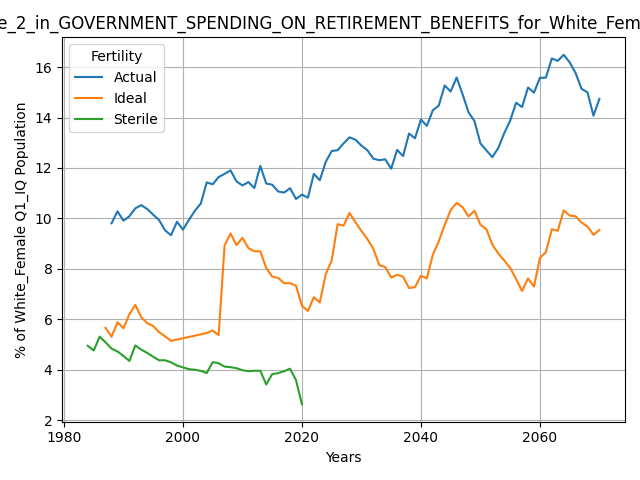 e_2_in_GOVERNMENT_SPENDING_ON_RETIREMENT_BENEFITS_for_White_Fem
Fertility
Actual
Ideal
Sterile
% of White_Female Q1_IQ Population
16
14
12
10
8
6
4
2
1980
2000
2020
2040
2060
Years